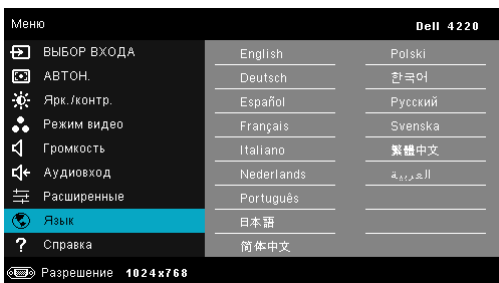 Меню Dell 4220
ВЫБОР ВХОДА English Polski
АВТОН. Deutsch 한국어
Ярк./контр. Español Русский
Режим видео Français Svenska
Громкость Italiano 繁體中文
Аудиовход Nederlands العربية
Расширенные Português
Язык 日本語
? Справка 简体中文
Разрешение 1024x768